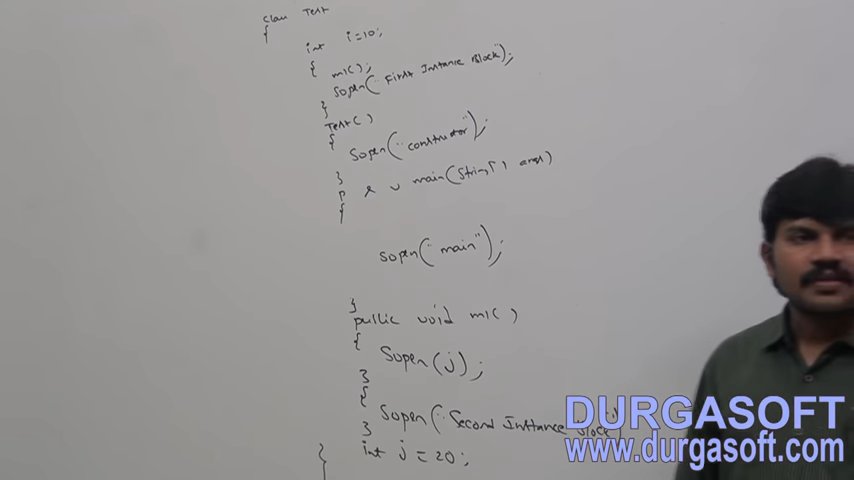 class Test
{
int i=10;
{ m1();
Sopln("First Instance Block");
}
Test()
{
Sopln("constructor");
}
p s v main(String[] args)
{
Sopln("main");
}
public void m1()
{
Sopln(j);
}
{
Sopln("Second Instance Block")
}
int j = 20;
}
DURGASOFT
www.durgasoft.com